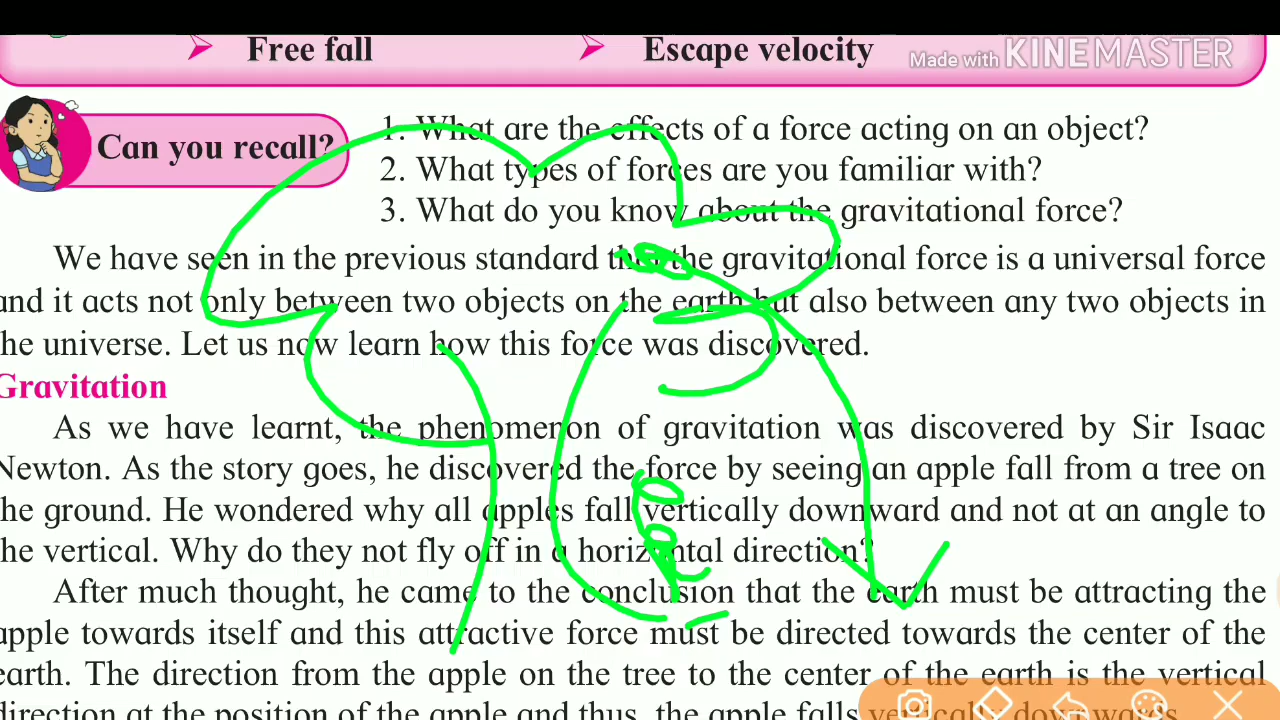 Free fall Escape velocity
Made with KINEMASTER
Can you recall?
1. What are the effects of a force acting on an object?
2. What types of forces are you familiar with?
3. What do you know about the gravitational force?
We have seen in the previous standard that the gravitational force is a universal force
and it acts not only between two objects on the earth but also between any two objects in
he universe. Let us now learn how this force was discovered.
Gravitation
As we have learnt, the phenomenon of gravitation was discovered by Sir Isaac
Newton. As the story goes, he discovered the force by seeing an apple fall from a tree on
he ground. He wondered why all apples fall vertically downward and not at an angle to
he vertical. Why do they not fly off in a horizontal direction?
After much thought, he came to the conclusion that the earth must be attracting the
apple towards itself and this attractive force must be directed towards the center of the
earth. The direction from the apple on the tree to the center of the earth is the vertical
direction at the position of the apple and thus, the apple falls vertically downwards.